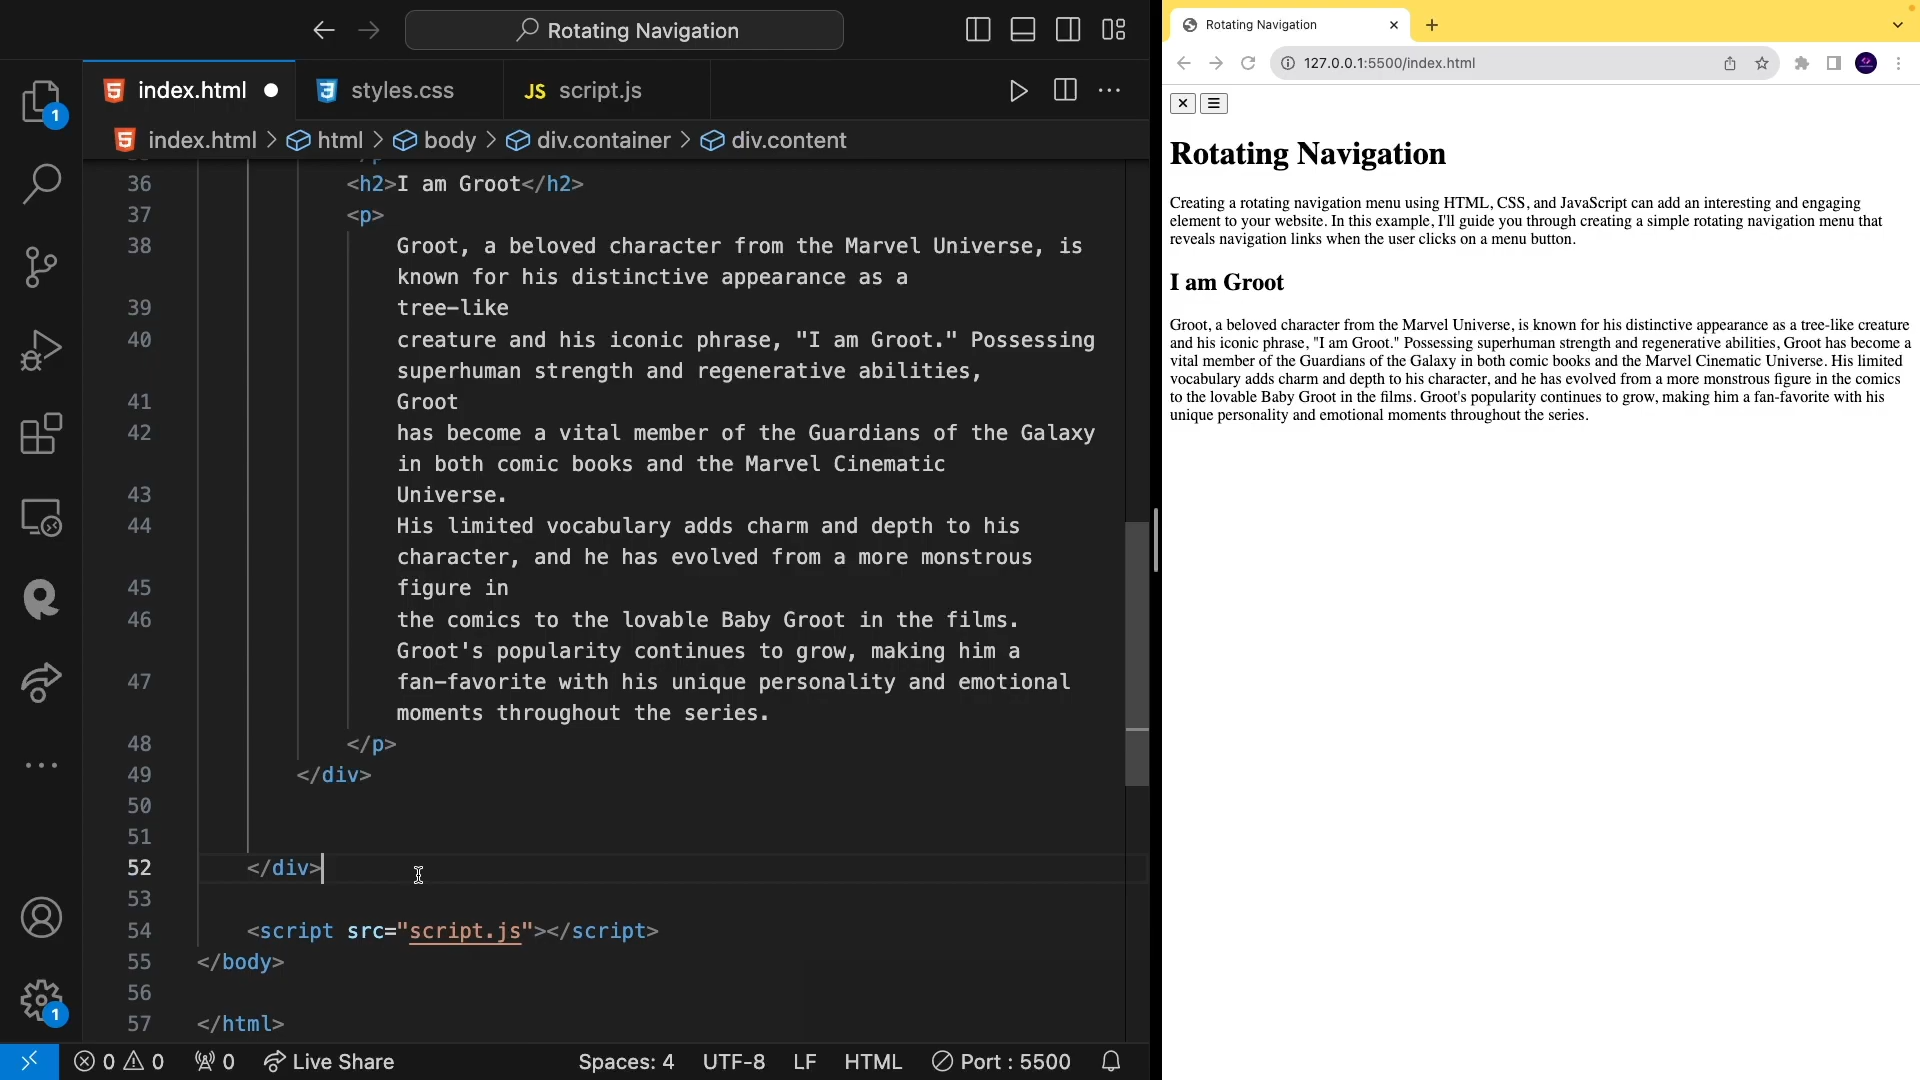 Rotating Navigation
index.html
styles.css
JS script.js
index.html > html > body > div.container > div.content
36 <h2>I am Groot</h2>
37 <p>
38 Groot, a beloved character from the Marvel Universe, is
known for his distinctive appearance as a
39 tree-like
40 creature and his iconic phrase, "I am Groot." Possessing
superhuman strength and regenerative abilities,
41 Groot
42 has become a vital member of the Guardians of the Galaxy
in both comic books and the Marvel Cinematic
43 Universe.
44 His limited vocabulary adds charm and depth to his
character, and he has evolved from a more monstrous
45 figure in
46 the comics to the lovable Baby Groot in the films.
Groot's popularity continues to grow, making him a
47 fan-favorite with his unique personality and emotional
moments throughout the series.
48 </p>
49 </div>
50
51
52 </div>
53
54 <script src="script.js"></script>
55 </body>
56
57 </html>
1
1
0 0 0 Live Share Spaces: 4 UTF-8 LF HTML Port : 5500
Rotating Navigation
127.0.0.1:5500/index.html
Rotating Navigation
Creating a rotating navigation menu using HTML, CSS, and JavaScript can add an interesting and engaging
element to your website. In this example, I'll guide you through creating a simple rotating navigation menu that
reveals navigation links when the user clicks on a menu button.
I am Groot
Groot, a beloved character from the Marvel Universe, is known for his distinctive appearance as a tree-like creature
and his iconic phrase, "I am Groot." Possessing superhuman strength and regenerative abilities, Groot has become a
vital member of the Guardians of the Galaxy in both comic books and the Marvel Cinematic Universe. His limited
vocabulary adds charm and depth to his character, and he has evolved from a more monstrous figure in the comics
to the lovable Baby Groot in the films. Groot's popularity continues to grow, making him a fan-favorite with his
unique personality and emotional moments throughout the series.